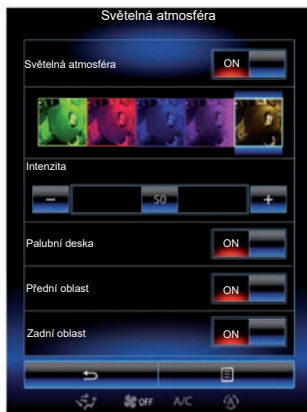 Světelná atmosféra
Světelná atmosféra ON
Intenzita
− 50 +
Palubní deska ON
Přední oblast ON
Zadní oblast ON
OFF A/C